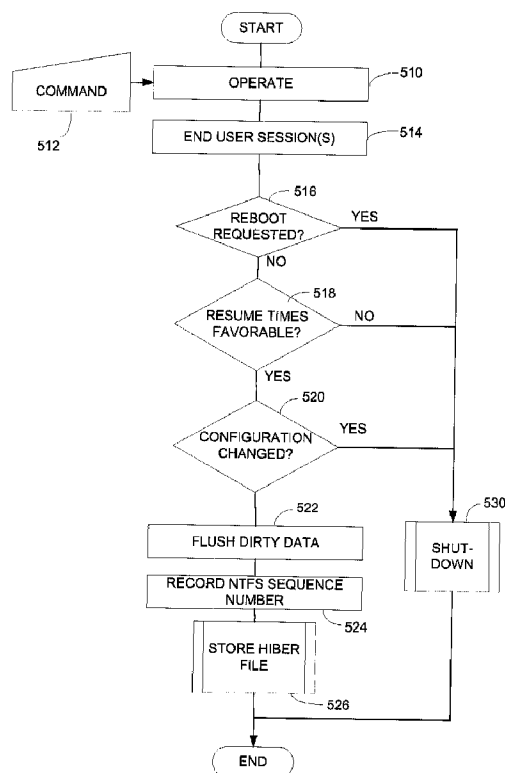 START
COMMAND
512
OPERATE
510
END USER SESSION(S)
514
516
REBOOT
REQUESTED?
YES
NO
518
RESUME TIMES
FAVORABLE?
NO
YES
520
CONFIGURATION
CHANGED?
YES
522
FLUSH DIRTY DATA
530
SHUT-
DOWN
RECORD NTFS SEQUENCE
NUMBER
524
STORE HIBER
FILE
526
END